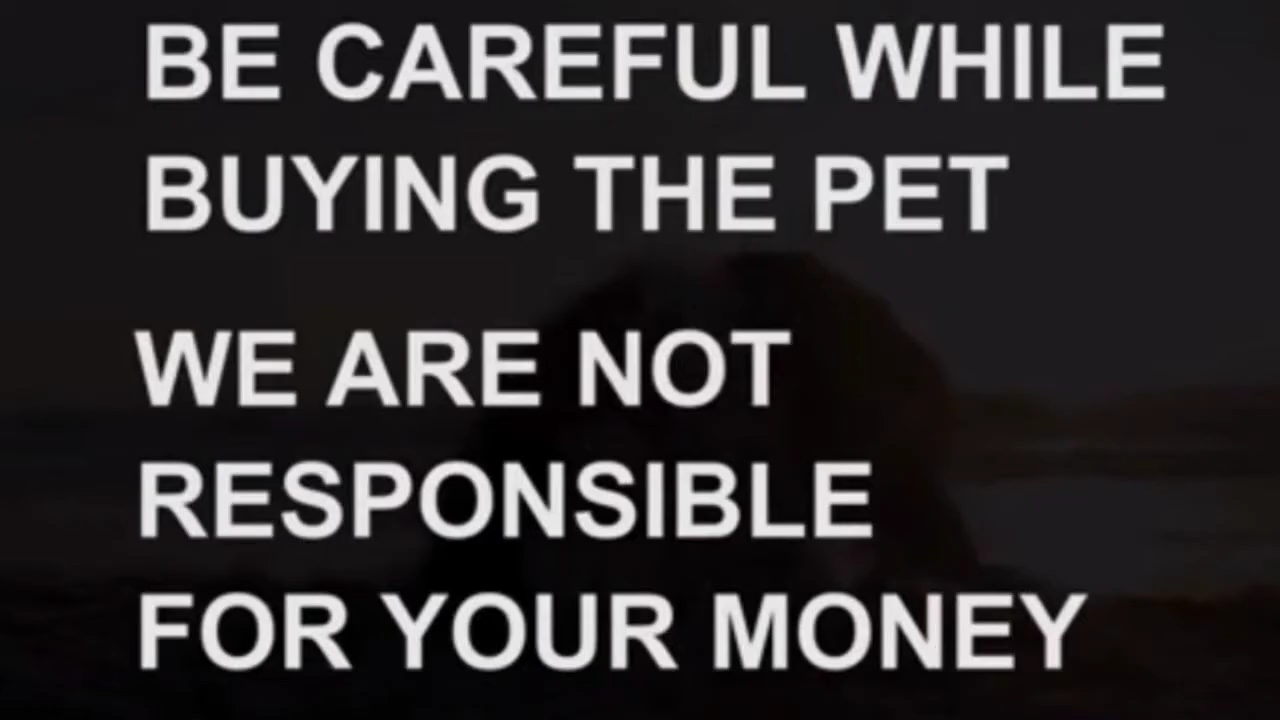 BE CAREFUL WHILE
BUYING THE PET
WE ARE NOT
RESPONSIBLE
FOR YOUR MONEY